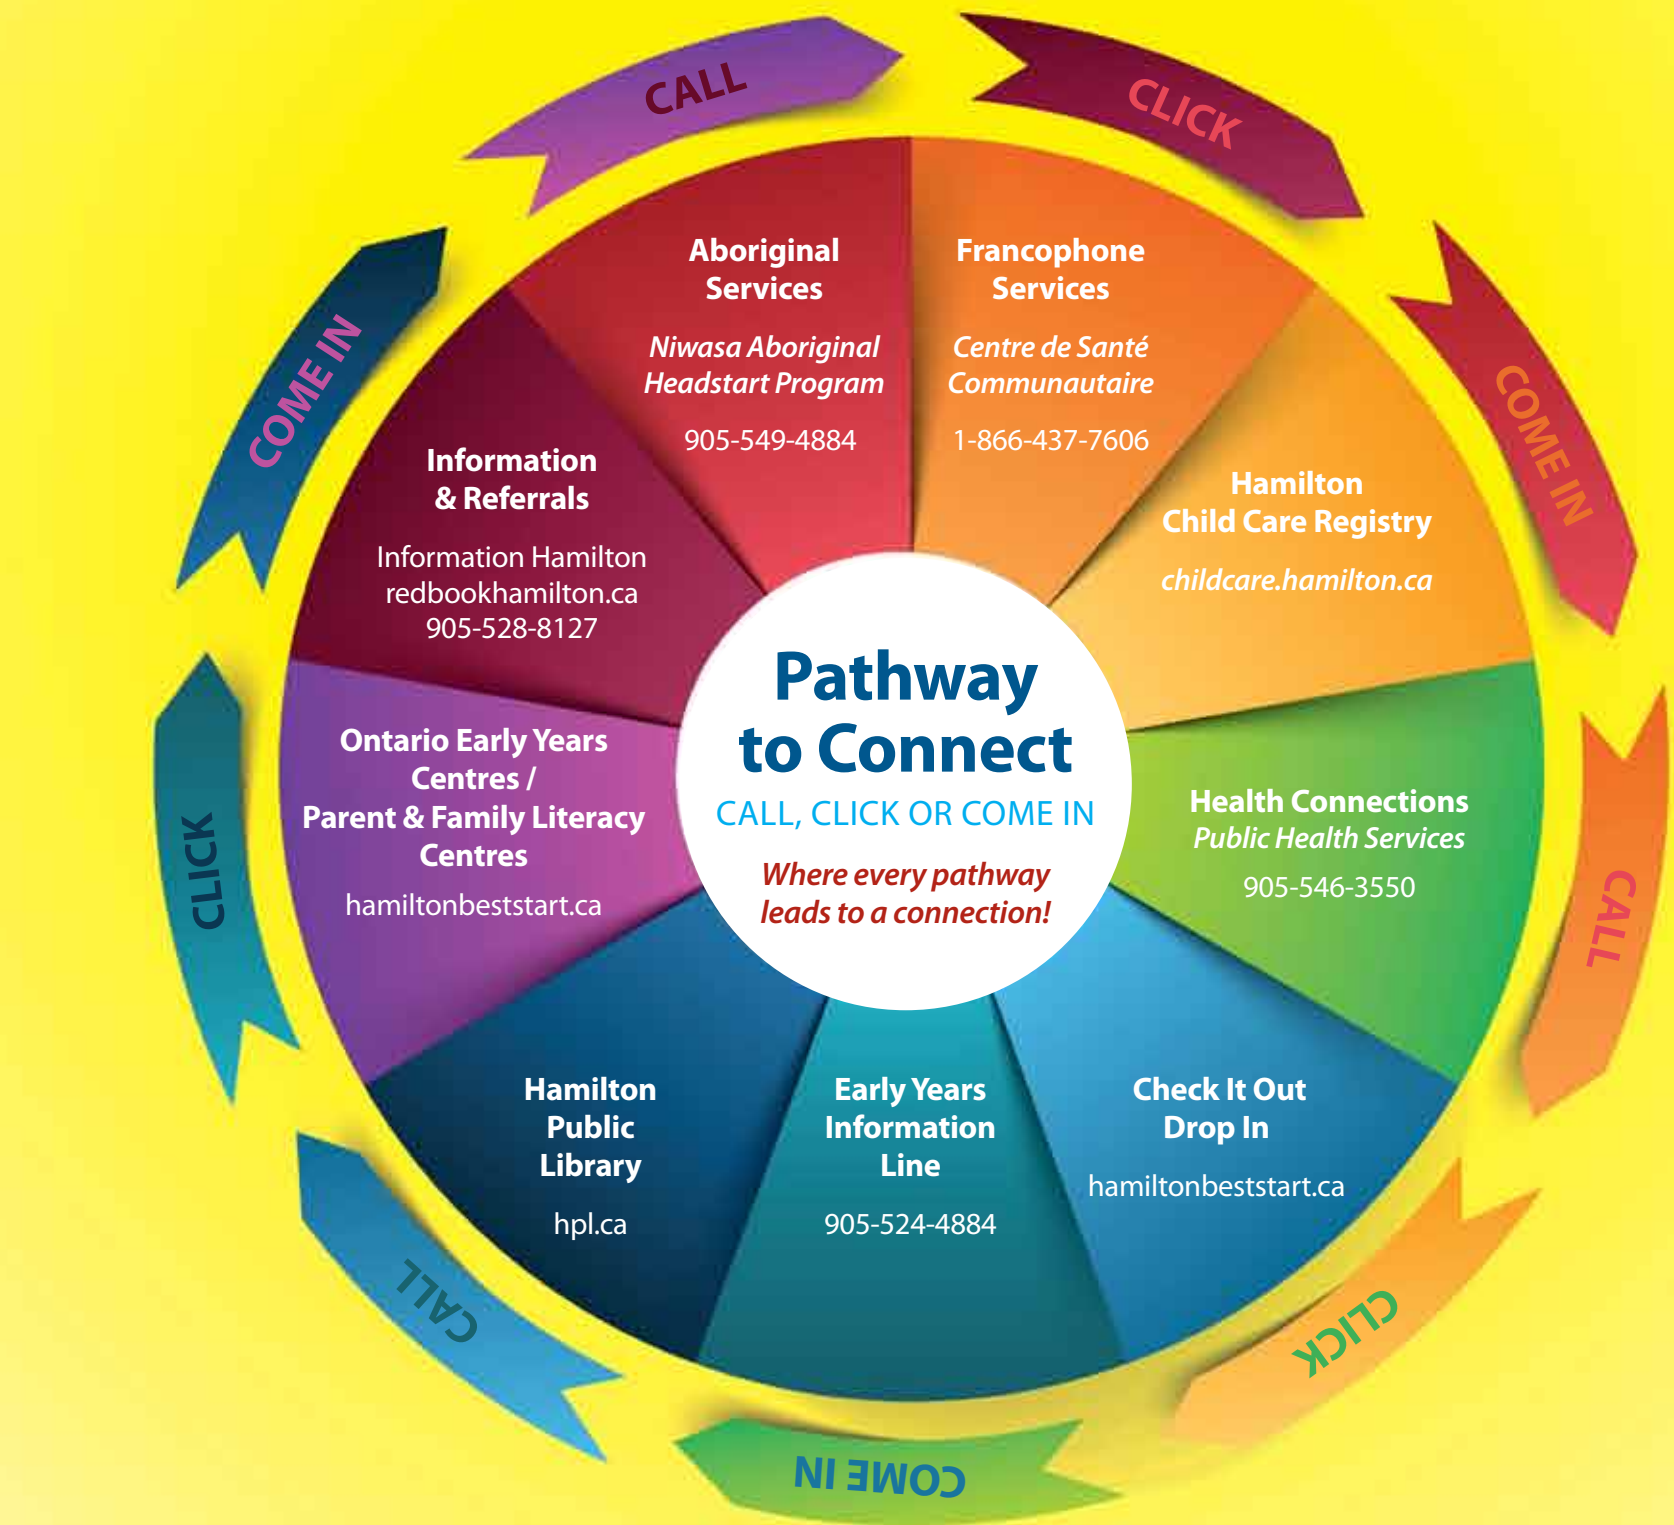 CALL
CLICK
COME IN
CALL
CLICK
COME IN
CALL
CLICK
COME IN
Aboriginal
Services
Niwasa Aboriginal
Headstart Program
905-549-4884
Francophone
Services
Centre de Santé
Communautaire
1-866-437-7606
Hamilton
Child Care Registry
childcare.hamilton.ca
Health Connections
Public Health Services
905-546-3550
Check It Out
Drop In
hamiltonbeststart.ca
Early Years
Information
Line
905-524-4884
Hamilton
Public
Library
hpl.ca
Ontario Early Years
Centres /
Parent & Family Literacy
Centres
hamiltonbeststart.ca
Information
& Referrals
Information Hamilton
redbookhamilton.ca
905-528-8127
Pathway
to Connect
CALL, CLICK OR COME IN
Where every pathway
leads to a connection!